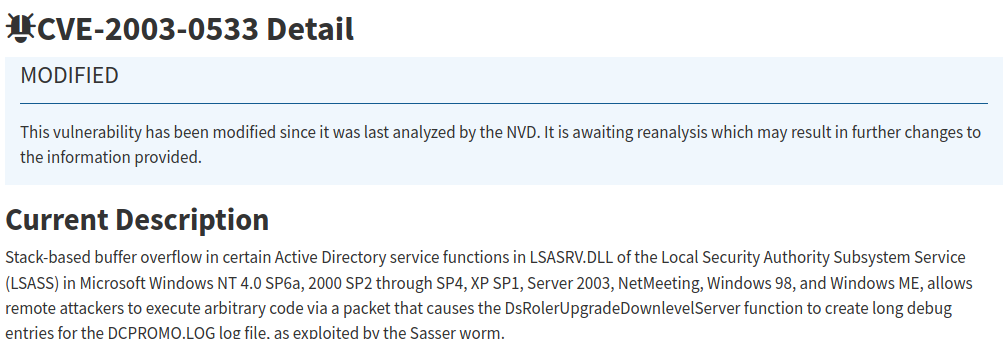 CVE-2003-0533 Detail
MODIFIED
This vulnerability has been modified since it was last analyzed by the NVD. It is awaiting reanalysis which may result in further changes to
the information provided.
Current Description
Stack-based buffer overflow in certain Active Directory service functions in LSASRV.DLL of the Local Security Authority Subsystem Service
(LSASS) in Microsoft Windows NT 4.0 SP6a, 2000 SP2 through SP4, XP SP1, Server 2003, NetMeeting, Windows 98, and Windows ME, allows
remote attackers to execute arbitrary code via a packet that causes the DsRolerUpgradeDownlevelServer function to create long debug
entries for the DCPROMO.LOG log file, as exploited by the Sasser worm.